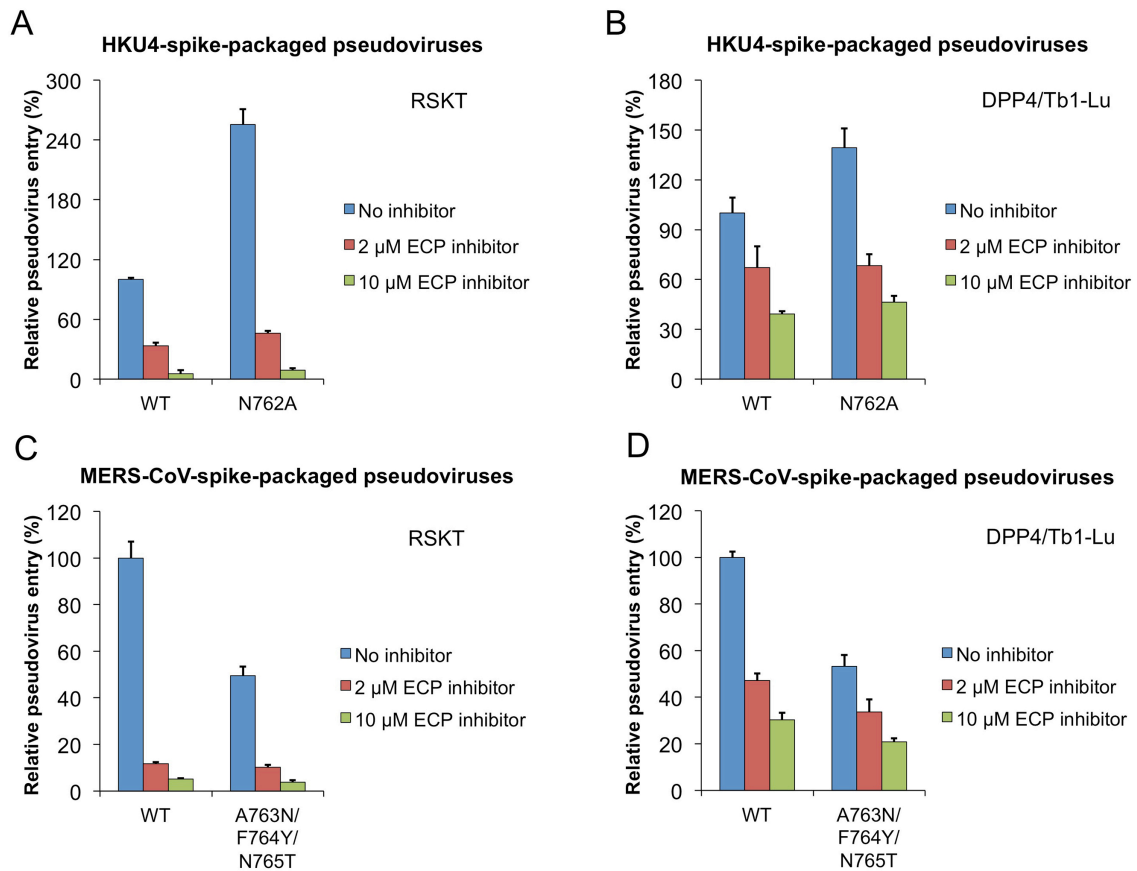 A
HKU4-spike-packaged pseudoviruses
RSKT
Relative pseudovirus entry (%)
300
240
180
120
60
0
WT
N762A
No inhibitor
2 µM ECP inhibitor
10 µM ECP inhibitor
B
HKU4-spike-packaged pseudoviruses
DPP4/Tb1-Lu
Relative pseudovirus entry (%)
180
150
120
90
60
30
0
WT
N762A
No inhibitor
2 µM ECP inhibitor
10 µM ECP inhibitor
C
MERS-CoV-spike-packaged pseudoviruses
RSKT
Relative pseudovirus entry (%)
120
100
80
60
40
20
0
WT
A763N/
F764Y/
N765T
No inhibitor
2 µM ECP inhibitor
10 µM ECP inhibitor
D
MERS-CoV-spike-packaged pseudoviruses
DPP4/Tb1-Lu
Relative pseudovirus entry (%)
120
100
80
60
40
20
0
WT
A763N/
F764Y/
N765T
No inhibitor
2 µM ECP inhibitor
10 µM ECP inhibitor